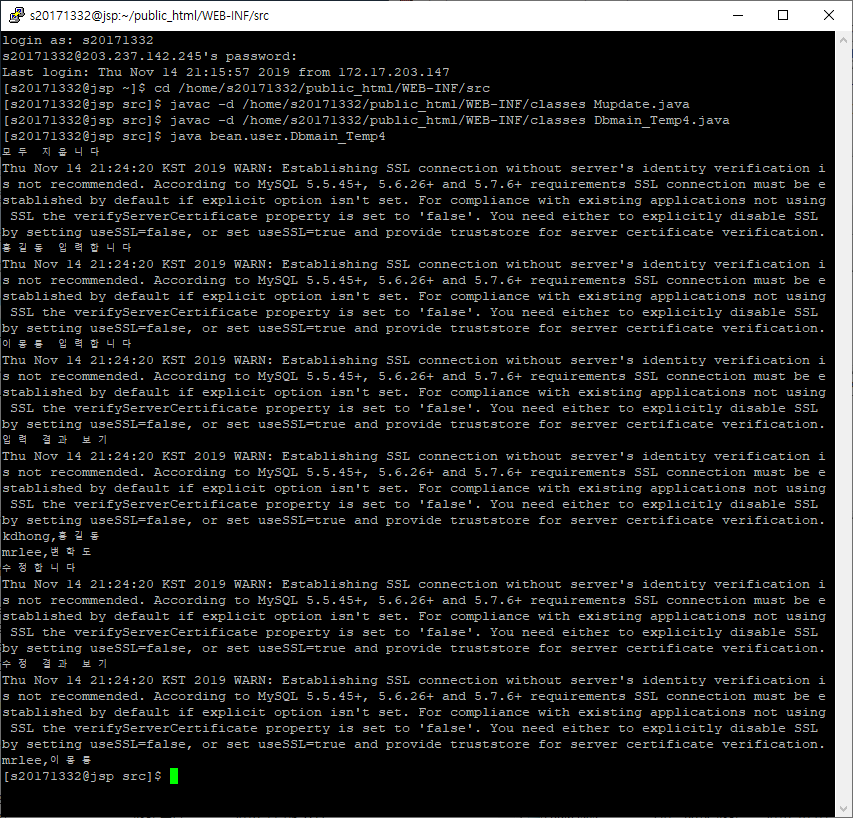 s20171332@jsp:~/public_html/WEB-INF/src
login as: s20171332
s20171332@203.237.142.245's password:
Last login: Thu Nov 14 21:15:57 2019 from 172.17.203.147
[s20171332@jsp ~]$ cd /home/s20171332/public_html/WEB-INF/src
[s20171332@jsp src]$ javac -d /home/s20171332/public_html/WEB-INF/classes Mupdate.java
[s20171332@jsp src]$ javac -d /home/s20171332/public_html/WEB-INF/classes Dbmain_Temp4.java
[s20171332@jsp src]$ java bean.user.Dbmain_Temp4
모두 지웁니다
Thu Nov 14 21:24:20 KST 2019 WARN: Establishing SSL connection without server's identity verification i
s not recommended. According to MySQL 5.5.45+, 5.6.26+ and 5.7.6+ requirements SSL connection must be e
stablished by default if explicit option isn't set. For compliance with existing applications not using
 SSL the verifyServerCertificate property is set to 'false'. You need either to explicitly disable SSL
by setting useSSL=false, or set useSSL=true and provide truststore for server certificate verification.
홍길동 입력합니다
Thu Nov 14 21:24:20 KST 2019 WARN: Establishing SSL connection without server's identity verification i
s not recommended. According to MySQL 5.5.45+, 5.6.26+ and 5.7.6+ requirements SSL connection must be e
stablished by default if explicit option isn't set. For compliance with existing applications not using
 SSL the verifyServerCertificate property is set to 'false'. You need either to explicitly disable SSL
by setting useSSL=false, or set useSSL=true and provide truststore for server certificate verification.
이몽룡 입력합니다
Thu Nov 14 21:24:20 KST 2019 WARN: Establishing SSL connection without server's identity verification i
s not recommended. According to MySQL 5.5.45+, 5.6.26+ and 5.7.6+ requirements SSL connection must be e
stablished by default if explicit option isn't set. For compliance with existing applications not using
 SSL the verifyServerCertificate property is set to 'false'. You need either to explicitly disable SSL
by setting useSSL=false, or set useSSL=true and provide truststore for server certificate verification.
입력 결과 보기
Thu Nov 14 21:24:20 KST 2019 WARN: Establishing SSL connection without server's identity verification i
s not recommended. According to MySQL 5.5.45+, 5.6.26+ and 5.7.6+ requirements SSL connection must be e
stablished by default if explicit option isn't set. For compliance with existing applications not using
 SSL the verifyServerCertificate property is set to 'false'. You need either to explicitly disable SSL
by setting useSSL=false, or set useSSL=true and provide truststore for server certificate verification.
kdhong,홍길동
mrlee,변학도
수정합니다
Thu Nov 14 21:24:20 KST 2019 WARN: Establishing SSL connection without server's identity verification i
s not recommended. According to MySQL 5.5.45+, 5.6.26+ and 5.7.6+ requirements SSL connection must be e
stablished by default if explicit option isn't set. For compliance with existing applications not using
 SSL the verifyServerCertificate property is set to 'false'. You need either to explicitly disable SSL
by setting useSSL=false, or set useSSL=true and provide truststore for server certificate verification.
수정 결과 보기
Thu Nov 14 21:24:20 KST 2019 WARN: Establishing SSL connection without server's identity verification i
s not recommended. According to MySQL 5.5.45+, 5.6.26+ and 5.7.6+ requirements SSL connection must be e
stablished by default if explicit option isn't set. For compliance with existing applications not using
 SSL the verifyServerCertificate property is set to 'false'. You need either to explicitly disable SSL
by setting useSSL=false, or set useSSL=true and provide truststore for server certificate verification.
mrlee,이몽룡
[s20171332@jsp src]$